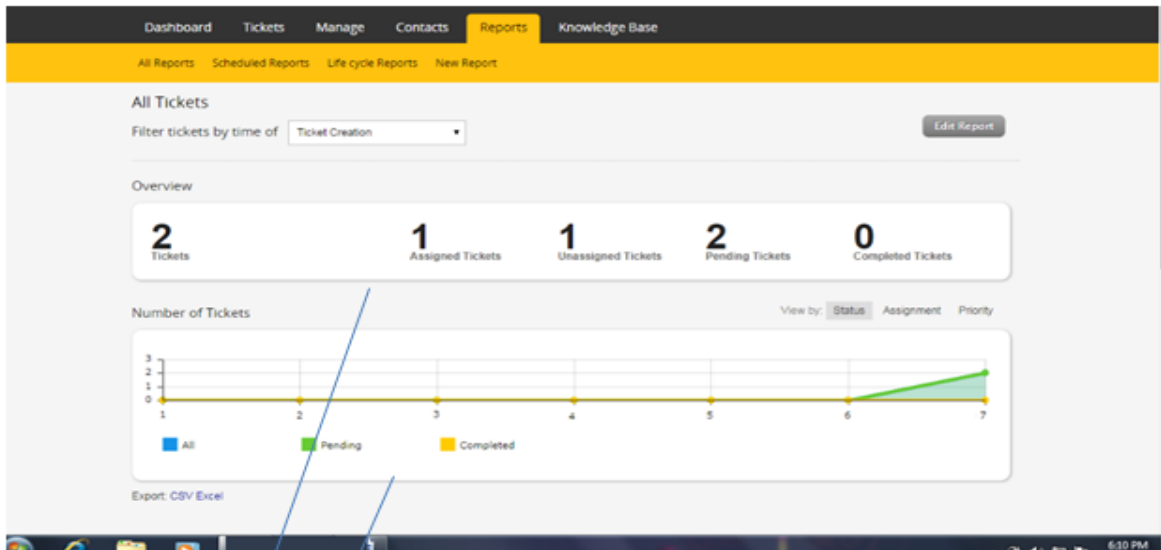 Dashboard Tickets Manage Contacts Reports Knowledge Base
All Reports Scheduled Reports Life cycle Reports New Report
All Tickets
Filter tickets by time of Ticket Creation
Edit Report
Overview
2 1 1 2 0
Tickets Assigned Tickets Unassigned Tickets Pending Tickets Completed Tickets
Number of Tickets View by: Status Assignment Priority
3
2
1
0
1 2 3 4 5 6 7
All Pending Completed
Export: CSV Excel
6:10 PM